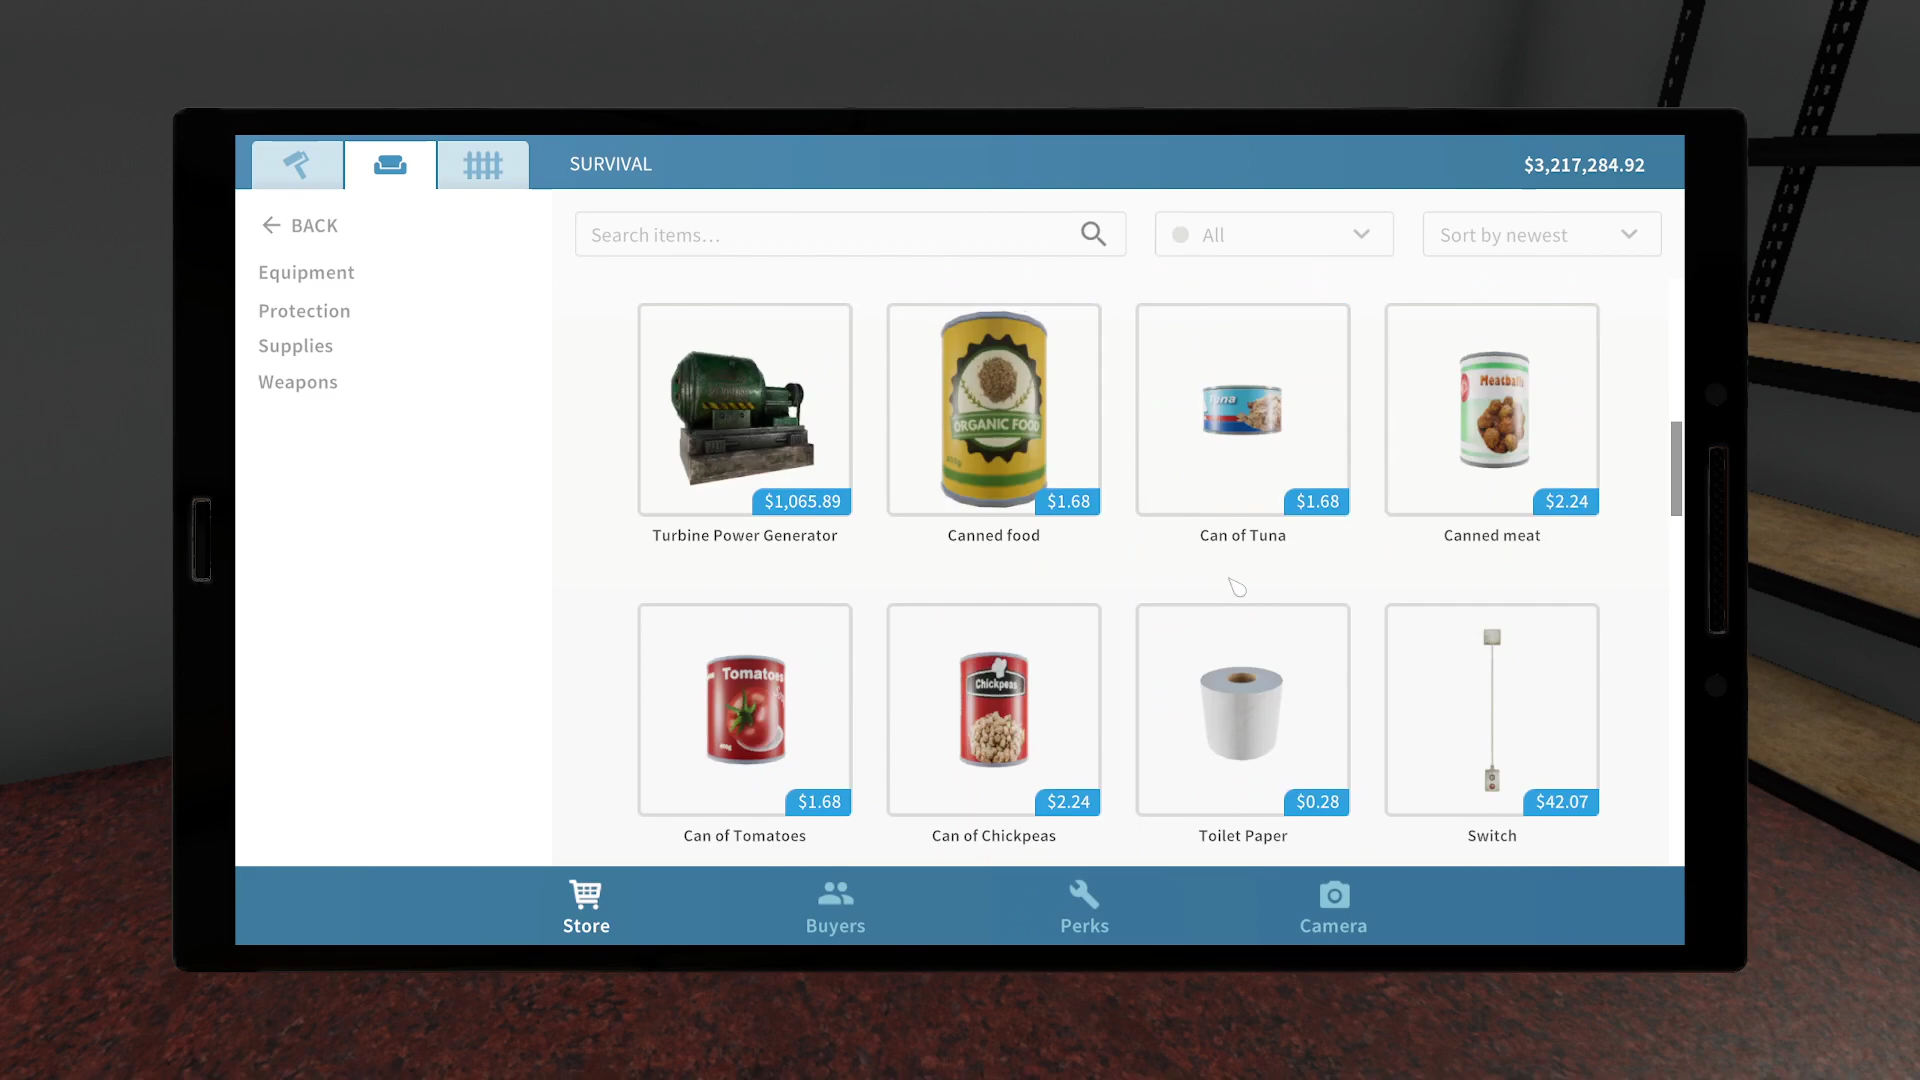 SURVIVAL
$3,217,284.92
BACK
Equipment
Protection
Supplies
Weapons
Search items...
All
Sort by newest
$1,065.89
Turbine Power Generator
ORGANIC FOOD
$1.68
Canned food
Tuna
$1.68
Can of Tuna
Meatballs
$2.24
Canned meat
Tomatoes
$1.68
Can of Tomatoes
Chickpeas
$2.24
Can of Chickpeas
$0.28
Toilet Paper
$42.07
Switch
Store
Buyers
Perks
Camera